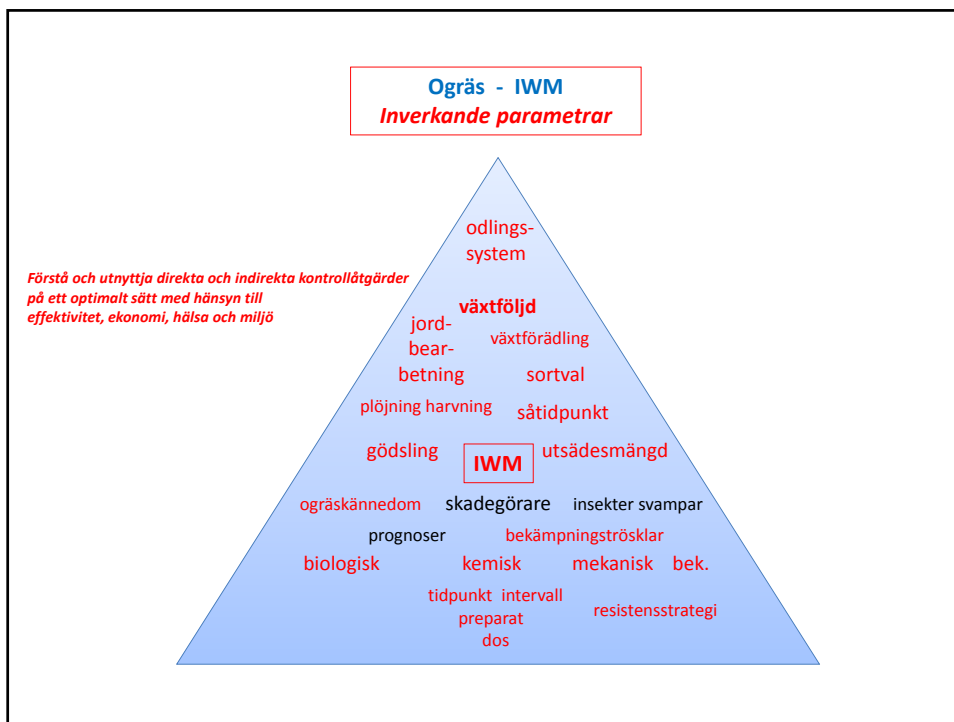 Ogräs - IWM
Inverkande parametrar
odlings-
system
Förstå och utnyttja direkta och indirekta kontrollåtgärder
på ett optimalt sätt med hänsyn till
effektivitet, ekonomi, hälsa och miljö
växtföljd
jord-
bear-
betning
växtförädling
sortval
plöjning harvning
såtidpunkt
gödsling
IWM
utsädesmängd
ogräskännedom skadegörare insekter svampar
prognoser bekämpningströsklar
biologisk kemisk mekanisk bek.
tidpunkt intervall
preparat
dos
resistensstrategi